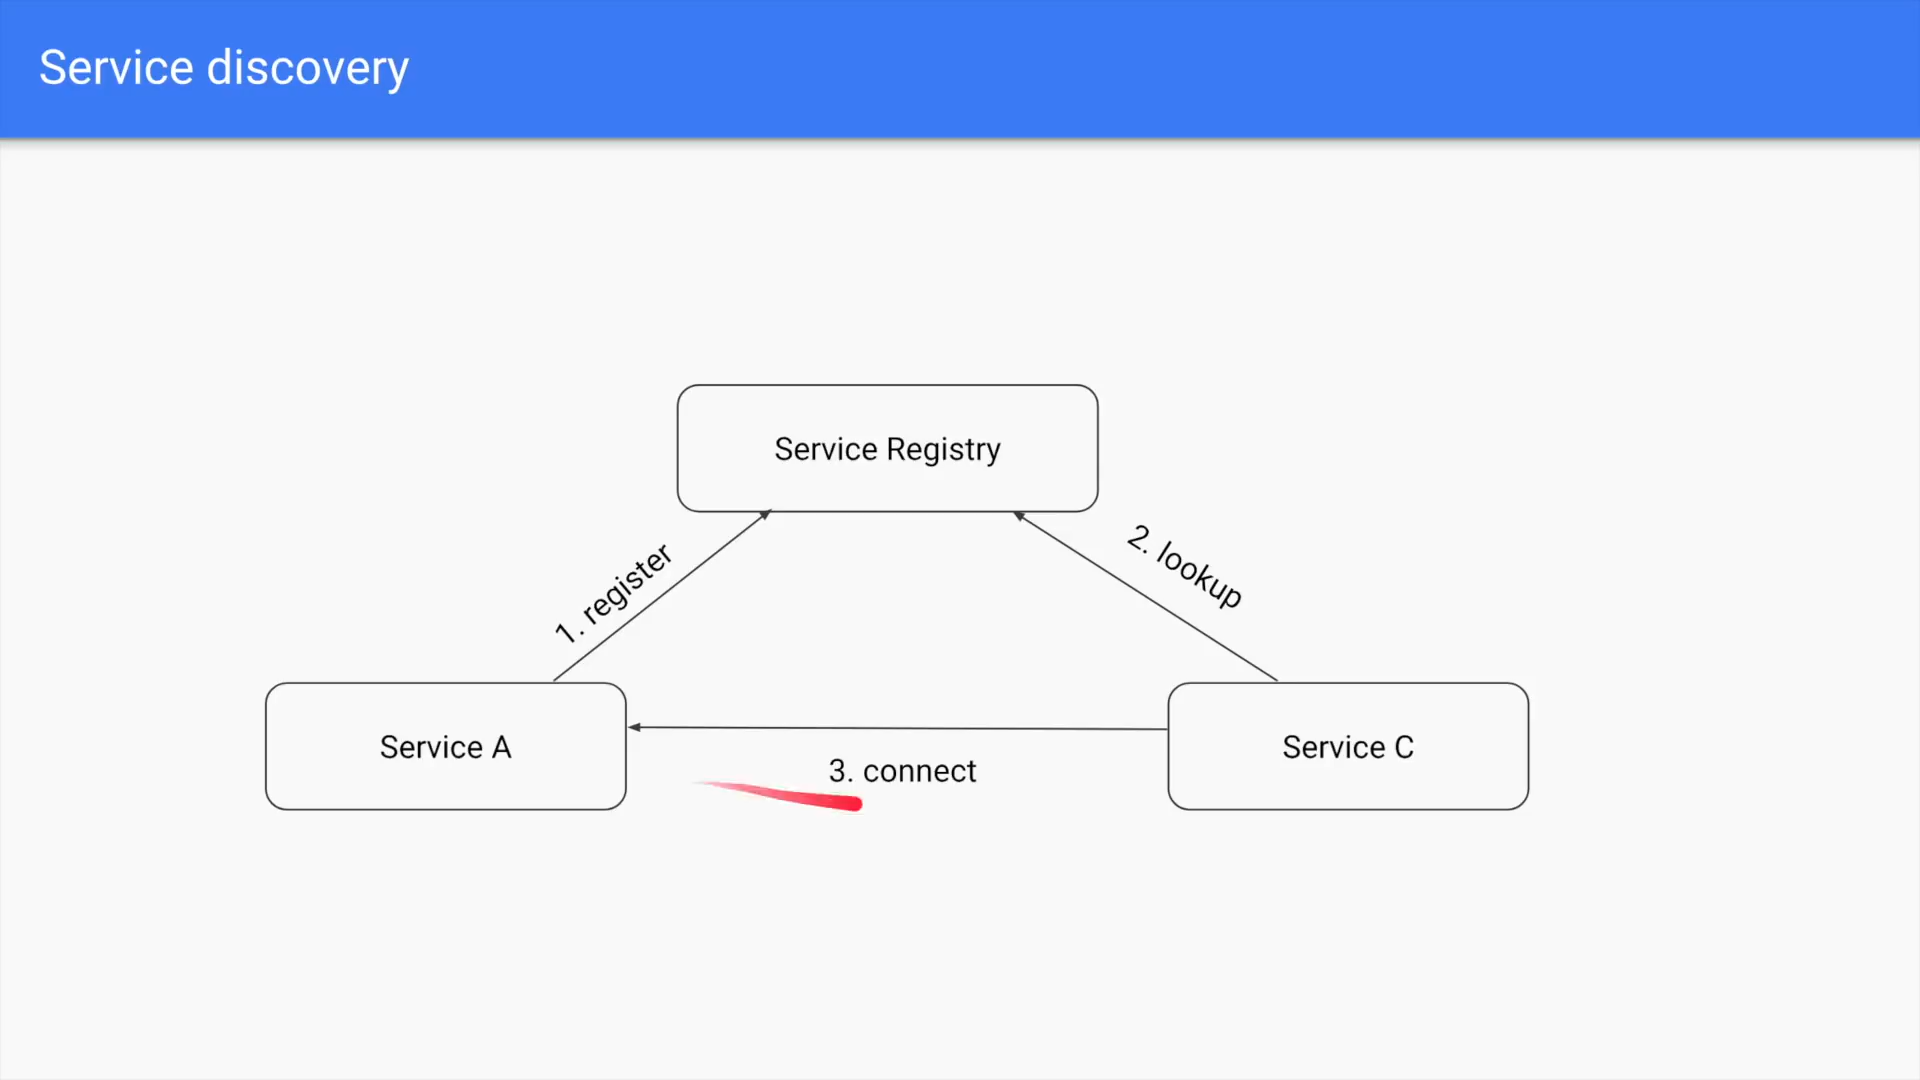 Service discovery
Service Registry
1. register
2. lookup
Service A
3. connect
Service C